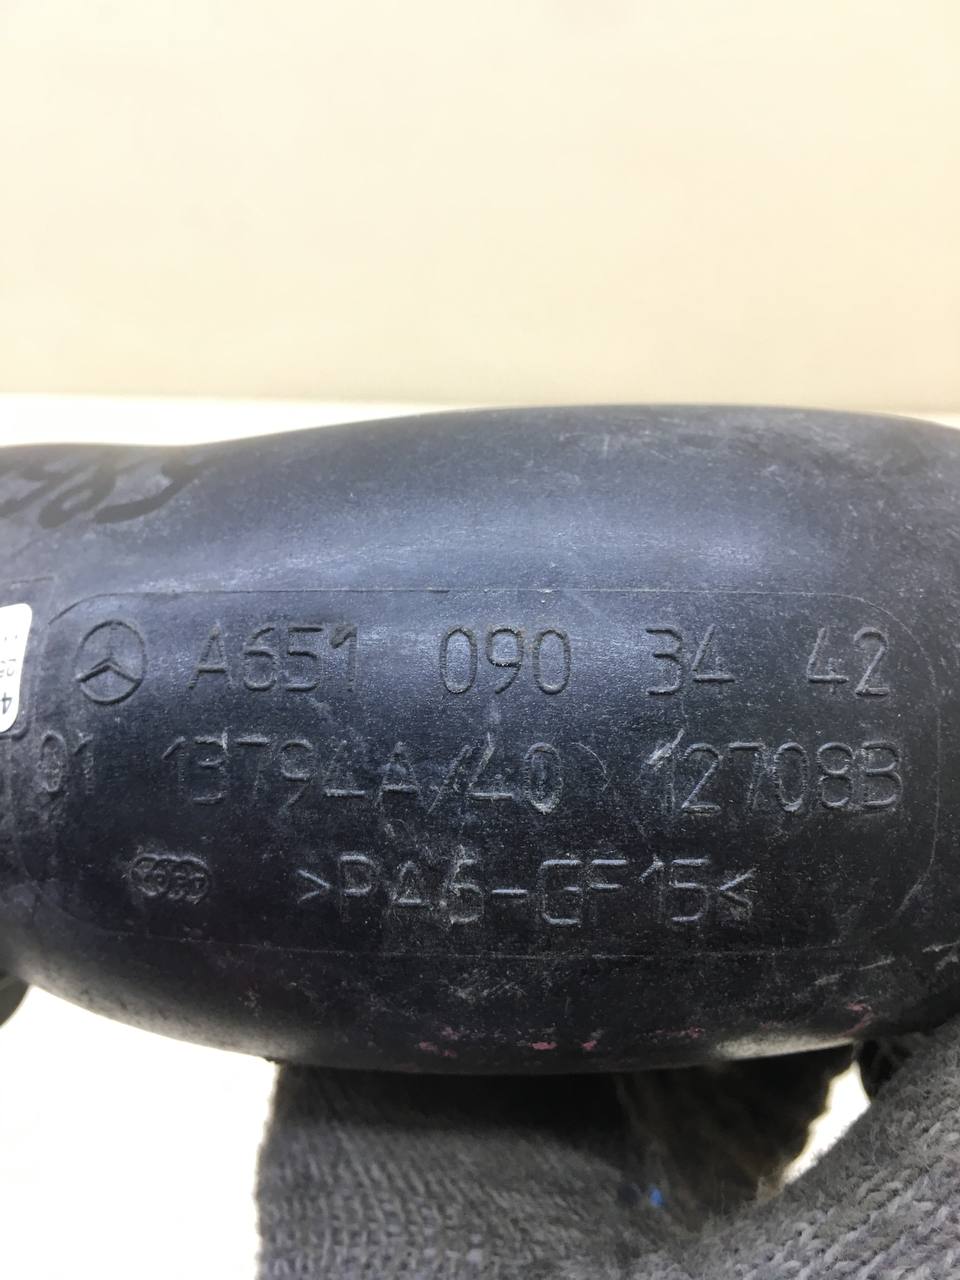 A651 090 34 42
01 13794A/40 12708B
>PA6-GF15<